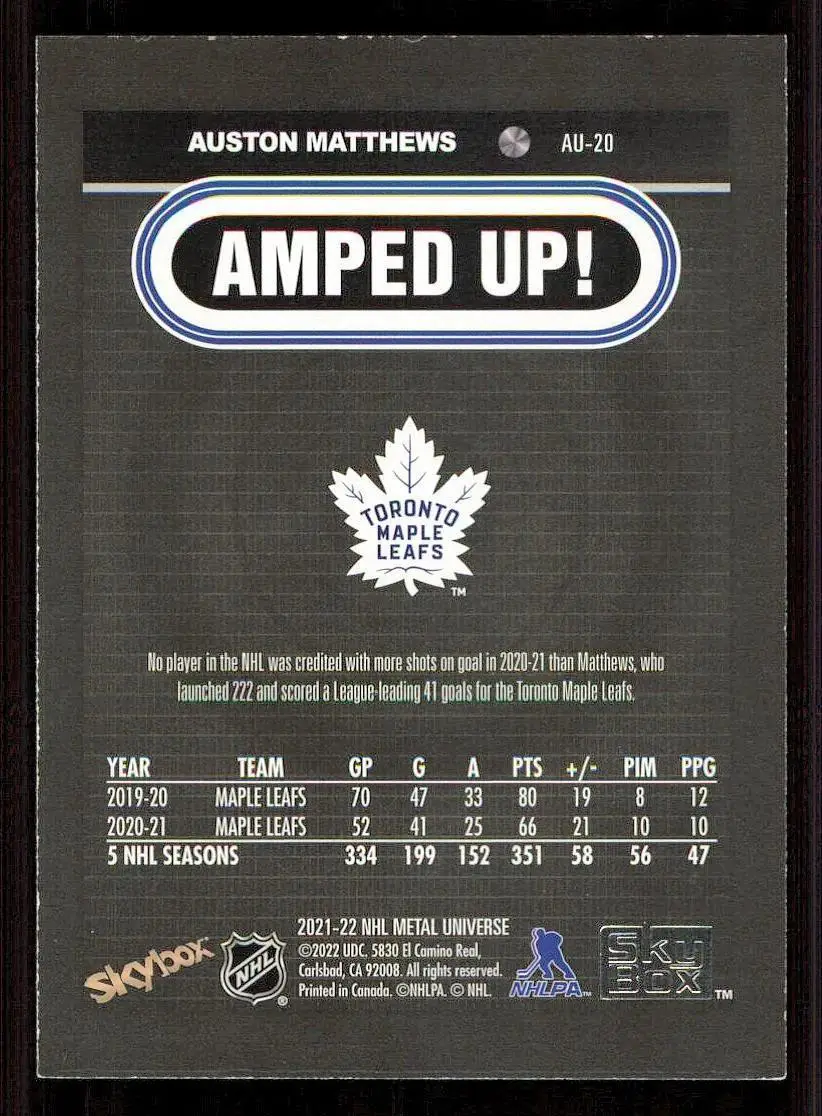 AUSTON MATTHEWS AU-20
AMPED UP!
TORONTO
MAPLE
LEAFS
TM
No player in the NHL was credited with more shots on goal in 2020-21 than Matthews, who
launched 222 and scored a League-leading 41 goals for the Toronto Maple Leafs.
YEAR TEAM GP G A PTS +/- PIM PPG
2019-20 MAPLE LEAFS 70 47 33 80 19 8 12
2020-21 MAPLE LEAFS 52 41 25 66 21 10 10
5 NHL SEASONS 334 199 152 351 58 56 47
2021-22 NHL METAL UNIVERSE
©2022 UDC. 5830 El Camino Real,
Carlsbad, CA 92008. All rights reserved.
Printed in Canada. ©NHLPA. © NHL.
skybox
NHL ®
NHLPA TM
SKY
BOX TM